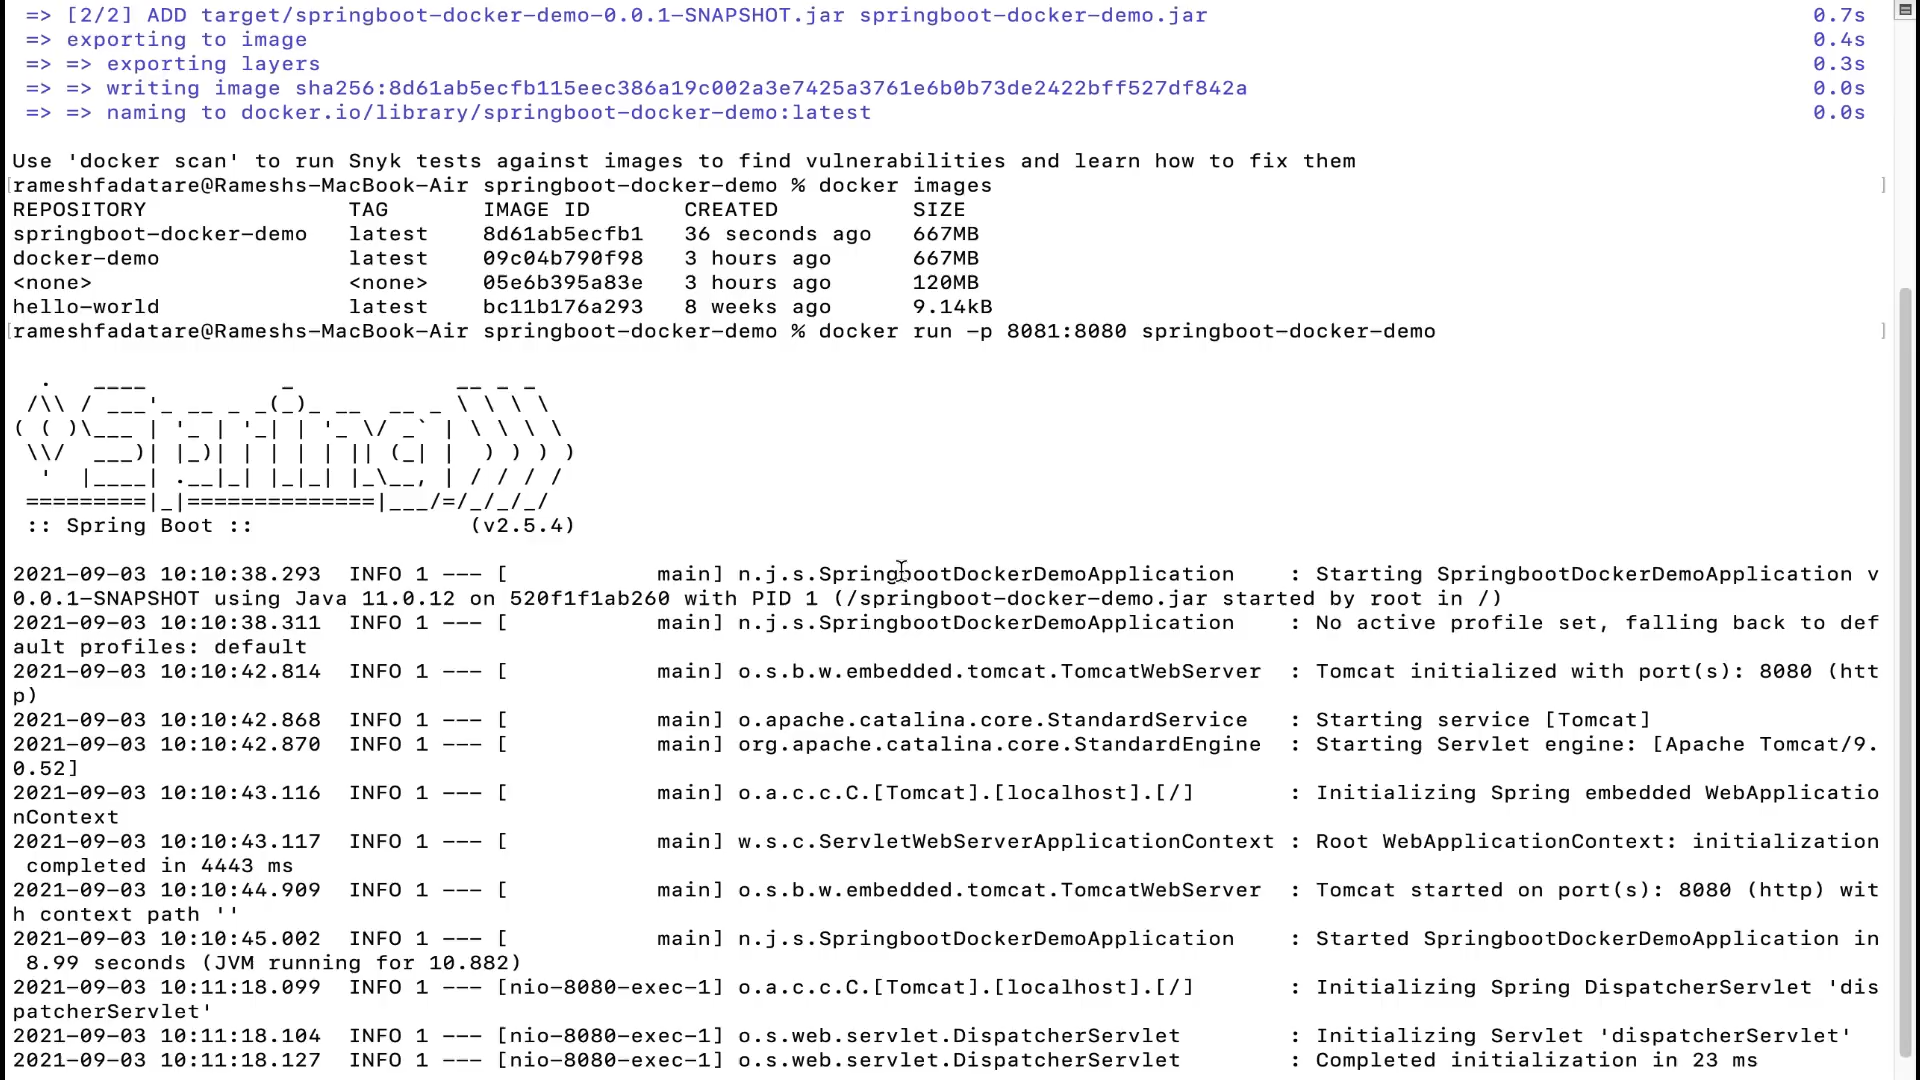 => [2/2] ADD target/springboot-docker-demo-0.0.1-SNAPSHOT.jar springboot-docker-demo.jar 0.7s
=> exporting to image 0.4s
=> => exporting layers 0.3s
=> => writing image sha256:8d61ab5ecfb115eec386a19c002a3e7425a3761e6b0b73de2422bff527df842a 0.0s
=> => naming to docker.io/library/springboot-docker-demo:latest 0.0s
Use 'docker scan' to run Snyk tests against images to find vulnerabilities and learn how to fix them
[rameshfadatare@Rameshs-MacBook-Air springboot-docker-demo % docker images ]
REPOSITORY TAG IMAGE ID CREATED SIZE
springboot-docker-demo latest 8d61ab5ecfb1 36 seconds ago 667MB
docker-demo latest 09c04b790f98 3 hours ago 667MB
<none> <none> 05e6b395a83e 3 hours ago 120MB
hello-world latest bc11b176a293 8 weeks ago 9.14kB
[rameshfadatare@Rameshs-MacBook-Air springboot-docker-demo % docker run -p 8081:8080 springboot-docker-demo ]
  .   ____          _            __ _ _
 /\\ / ___'_ __ _ _(_)_ __  __ _ \ \ \ \
( ( )\___ | '_ | '_| | '_ \/ _` | \ \ \ \
 \\/  ___)| |_)| | | | | || (_| |  ) ) ) )
  '  |____| .__|_| |_|_| |_\__, | / / / /
 =========|_|==============|___/=/_/_/_/
 :: Spring Boot ::                (v2.5.4)
2021-09-03 10:10:38.293  INFO 1 --- [           main] n.j.s.SpringbootDockerDemoApplication    : Starting SpringbootDockerDemoApplication v
0.0.1-SNAPSHOT using Java 11.0.12 on 520f1f1ab260 with PID 1 (/springboot-docker-demo.jar started by root in /)
2021-09-03 10:10:38.311  INFO 1 --- [           main] n.j.s.SpringbootDockerDemoApplication    : No active profile set, falling back to def
ault profiles: default
2021-09-03 10:10:42.814  INFO 1 --- [           main] o.s.b.w.embedded.tomcat.TomcatWebServer  : Tomcat initialized with port(s): 8080 (htt
p)
2021-09-03 10:10:42.868  INFO 1 --- [           main] o.apache.catalina.core.StandardService   : Starting service [Tomcat]
2021-09-03 10:10:42.870  INFO 1 --- [           main] org.apache.catalina.core.StandardEngine  : Starting Servlet engine: [Apache Tomcat/9.
0.52]
2021-09-03 10:10:43.116  INFO 1 --- [           main] o.a.c.c.C.[Tomcat].[localhost].[/]       : Initializing Spring embedded WebApplicatio
nContext
2021-09-03 10:10:43.117  INFO 1 --- [           main] w.s.c.ServletWebServerApplicationContext : Root WebApplicationContext: initialization
 completed in 4443 ms
2021-09-03 10:10:44.909  INFO 1 --- [           main] o.s.b.w.embedded.tomcat.TomcatWebServer  : Tomcat started on port(s): 8080 (http) wit
h context path ''
2021-09-03 10:10:45.002  INFO 1 --- [           main] n.j.s.SpringbootDockerDemoApplication    : Started SpringbootDockerDemoApplication in
 8.99 seconds (JVM running for 10.882)
2021-09-03 10:11:18.099  INFO 1 --- [nio-8080-exec-1] o.a.c.c.C.[Tomcat].[localhost].[/]       : Initializing Spring DispatcherServlet 'dis
patcherServlet'
2021-09-03 10:11:18.104  INFO 1 --- [nio-8080-exec-1] o.s.web.servlet.DispatcherServlet        : Initializing Servlet 'dispatcherServlet'
2021-09-03 10:11:18.127  INFO 1 --- [nio-8080-exec-1] o.s.web.servlet.DispatcherServlet        : Completed initialization in 23 ms